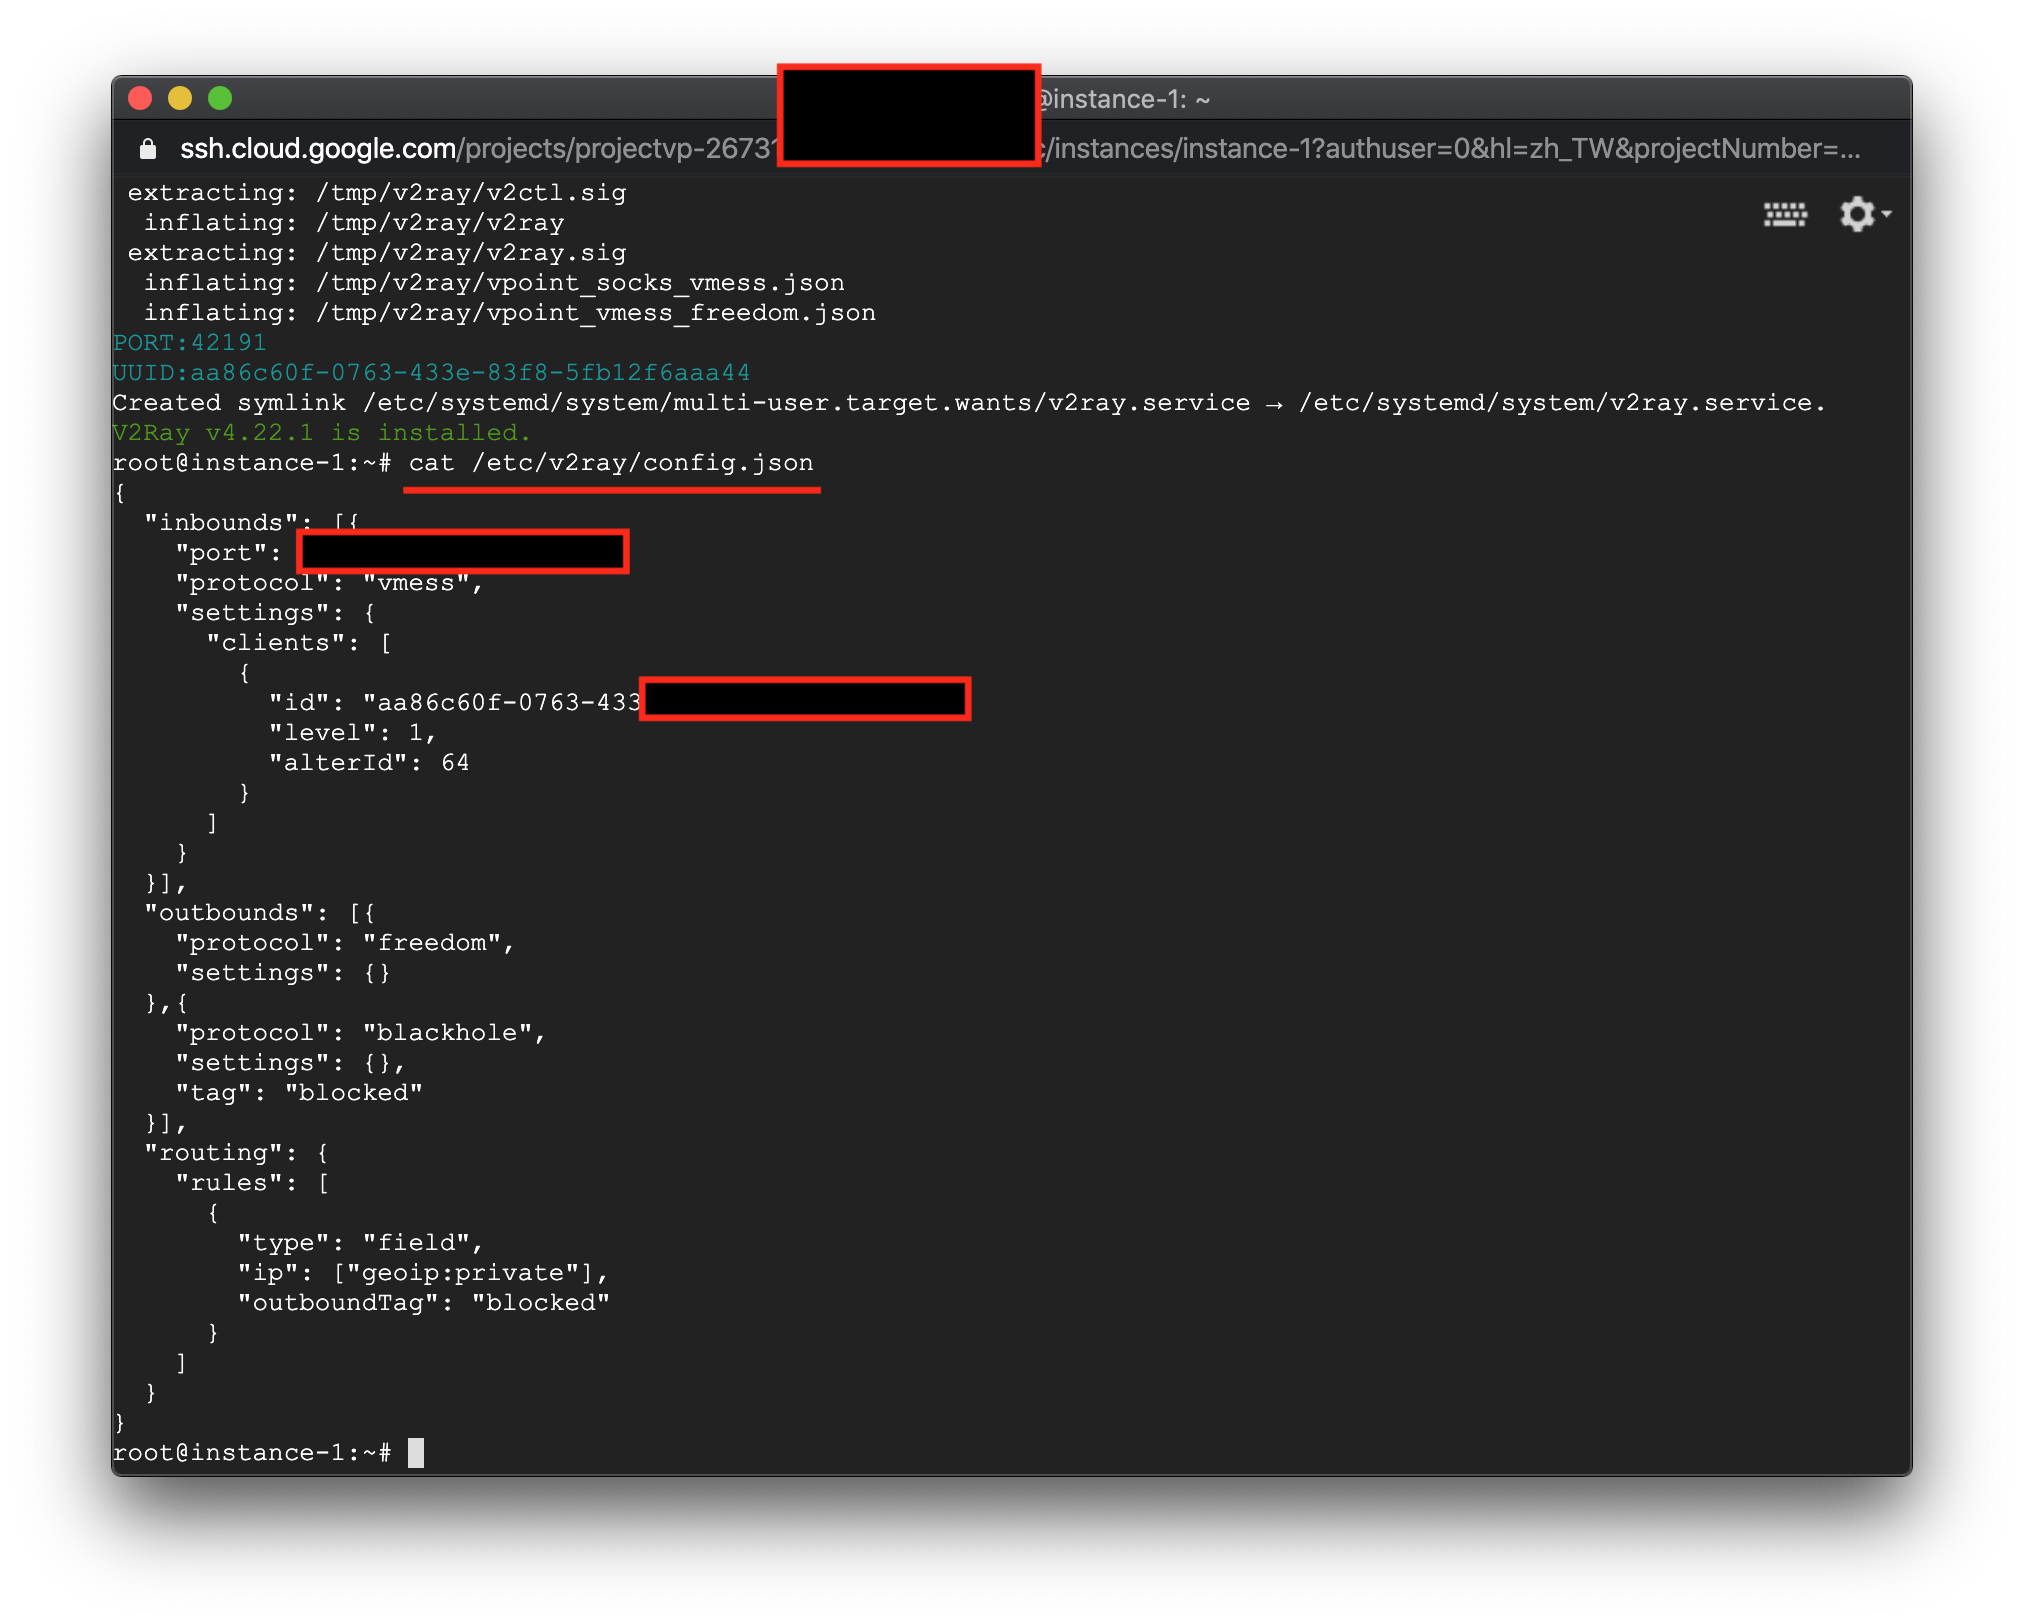 @instance-1: ~
ssh.cloud.google.com/projects/projectvp-26731 /instances/instance-1?authuser=0&hl=zh_TW&projectNumber=...
extracting: /tmp/v2ray/v2ctl.sig
inflating: /tmp/v2ray/v2ray
extracting: /tmp/v2ray/v2ray.sig
inflating: /tmp/v2ray/vpoint_socks_vmess.json
inflating: /tmp/v2ray/vpoint_vmess_freedom.json
PORT:42191
UUID:aa86c60f-0763-433e-83f8-5fb12f6aaa44
Created symlink /etc/systemd/system/multi-user.target.wants/v2ray.service → /etc/systemd/system/v2ray.service.
V2Ray v4.22.1 is installed.
root@instance-1:~# cat /etc/v2ray/config.json
{
"inbounds": [{
"port":
"protocol": "vmess",
"settings": {
"clients": [
{
"id": "aa86c60f-0763-433
"level": 1,
"alterId": 64
}
]
}
}],
"outbounds": [{
"protocol": "freedom",
"settings": {}
},{
"protocol": "blackhole",
"settings": {},
"tag": "blocked"
}],
"routing": {
"rules": [
{
"type": "field",
"ip": ["geoip:private"],
"outboundTag": "blocked"
}
]
}
}
root@instance-1:~#